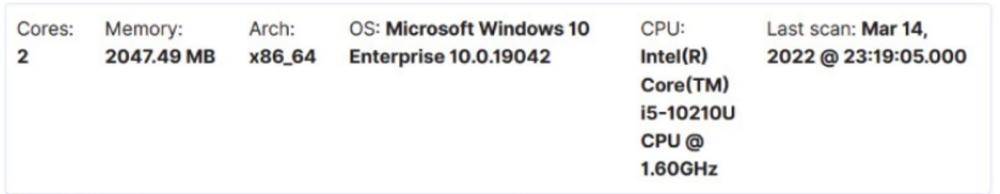 Cores:
2
Memory:
2047.49 MB
Arch:
x86_64
OS: Microsoft Windows 10
Enterprise 10.0.19042
CPU:
Intel(R)
Core(TM)
i5-10210U
CPU @
1.60GHz
Last scan: Mar 14,
2022 @ 23:19:05.000